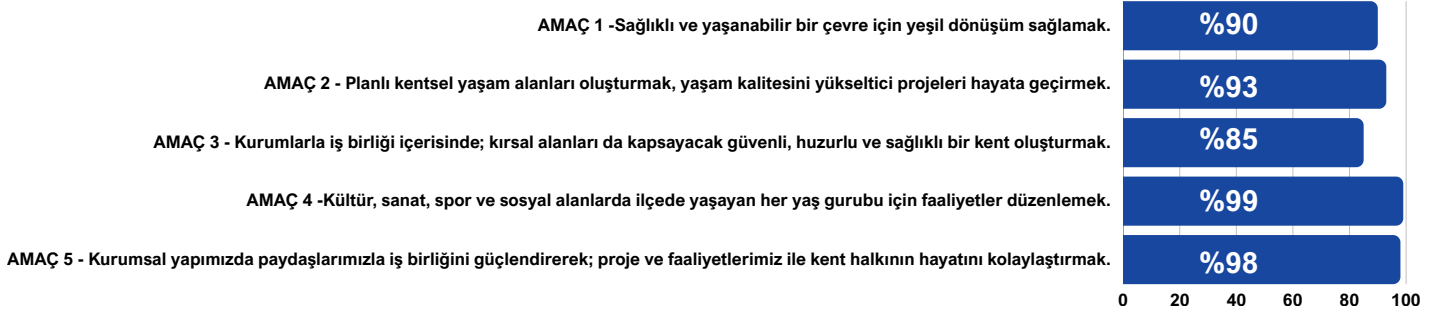 AMAÇ 1 -Sağlıklı ve yaşanabilir bir çevre için yeşil dönüşüm sağlamak. %90
AMAÇ 2 - Planlı kentsel yaşam alanları oluşturmak, yaşam kalitesini yükseltici projeleri hayata geçirmek. %93
AMAÇ 3 - Kurumlarla iş birliği içerisinde; kırsal alanları da kapsayacak güvenli, huzurlu ve sağlıklı bir kent oluşturmak. %85
AMAÇ 4 -Kültür, sanat, spor ve sosyal alanlarda ilçede yaşayan her yaş gurubu için faaliyetler düzenlemek. %99
AMAÇ 5 - Kurumsal yapımızda paydaşlarımızla iş birliğini güçlendirerek; proje ve faaliyetlerimiz ile kent halkının hayatını kolaylaştırmak. %98
0 20 40 60 80 100